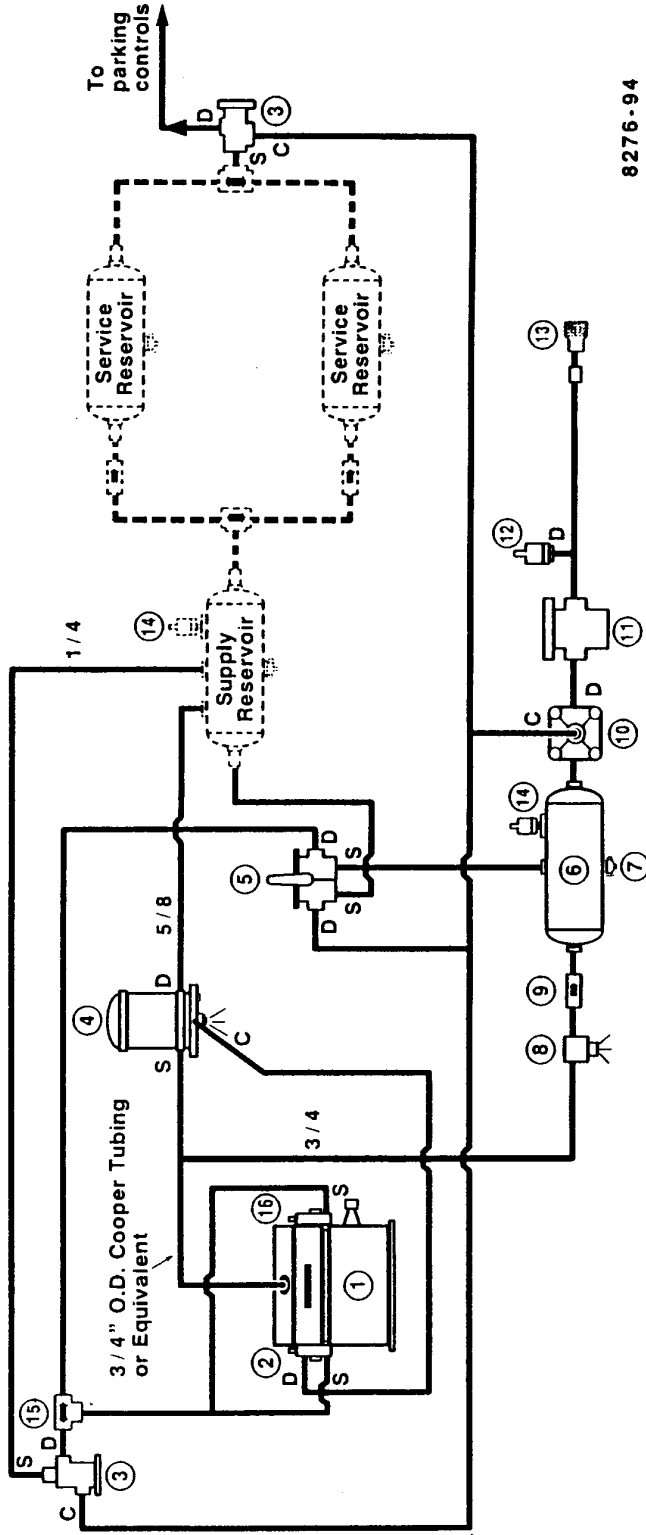 To
parking
controls
D
3
S
C
8276-94
Service
Reservoir
Service
Reservoir
14
Supply
Reservoir
1/4
5/8
3/4
4
S
D
C
3/4" O.D. Cooper Tubing
or Equivalent
5
D
S
S
D
15
S
D
3
C
2
D
S
16
S
1
6
7
8
9
14
C
10
D
11
12
D
13